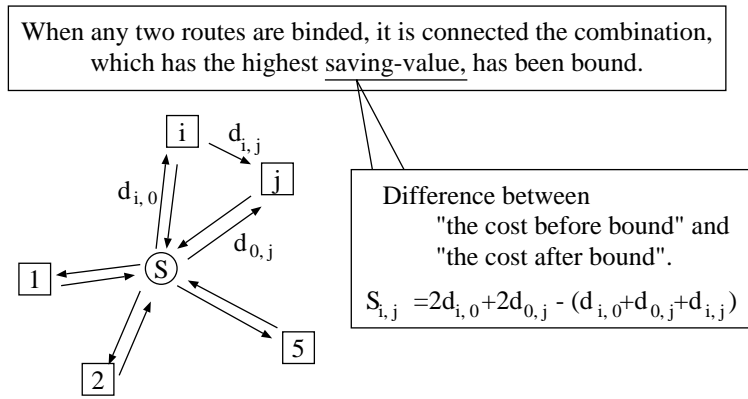 When any two routes are binded, it is connected the combination,
which has the highest saving-value, has been bound.
i
d i, j
j
d i, 0
d 0, j
S
1
2
5
Difference between
"the cost before bound" and
"the cost after bound".
S i, j =2d i, 0 +2d 0, j - (d i, 0 +d 0, j +d i, j )